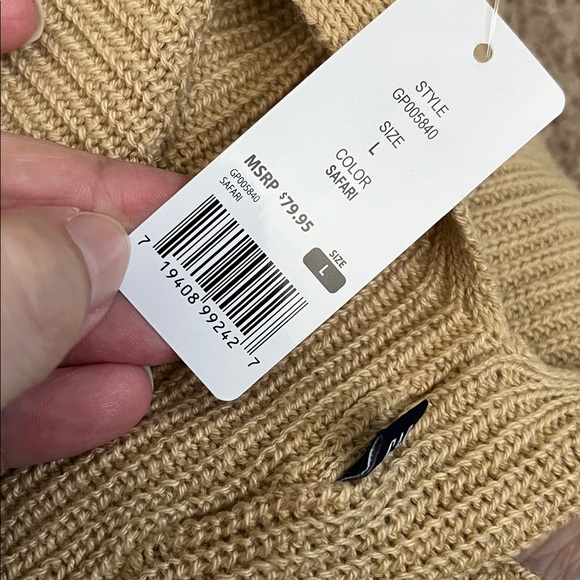 STYLE
GP005840
SIZE
L
COLOR
SAFARI
MSRP $79.95
GP005840
SAFARI
SIZE
L
7 19408 99242 7